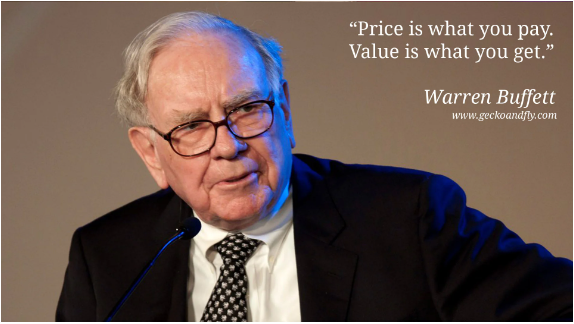 “Price is what you pay.
Value is what you get.”
Warren Buffett
www.geckoandfly.com